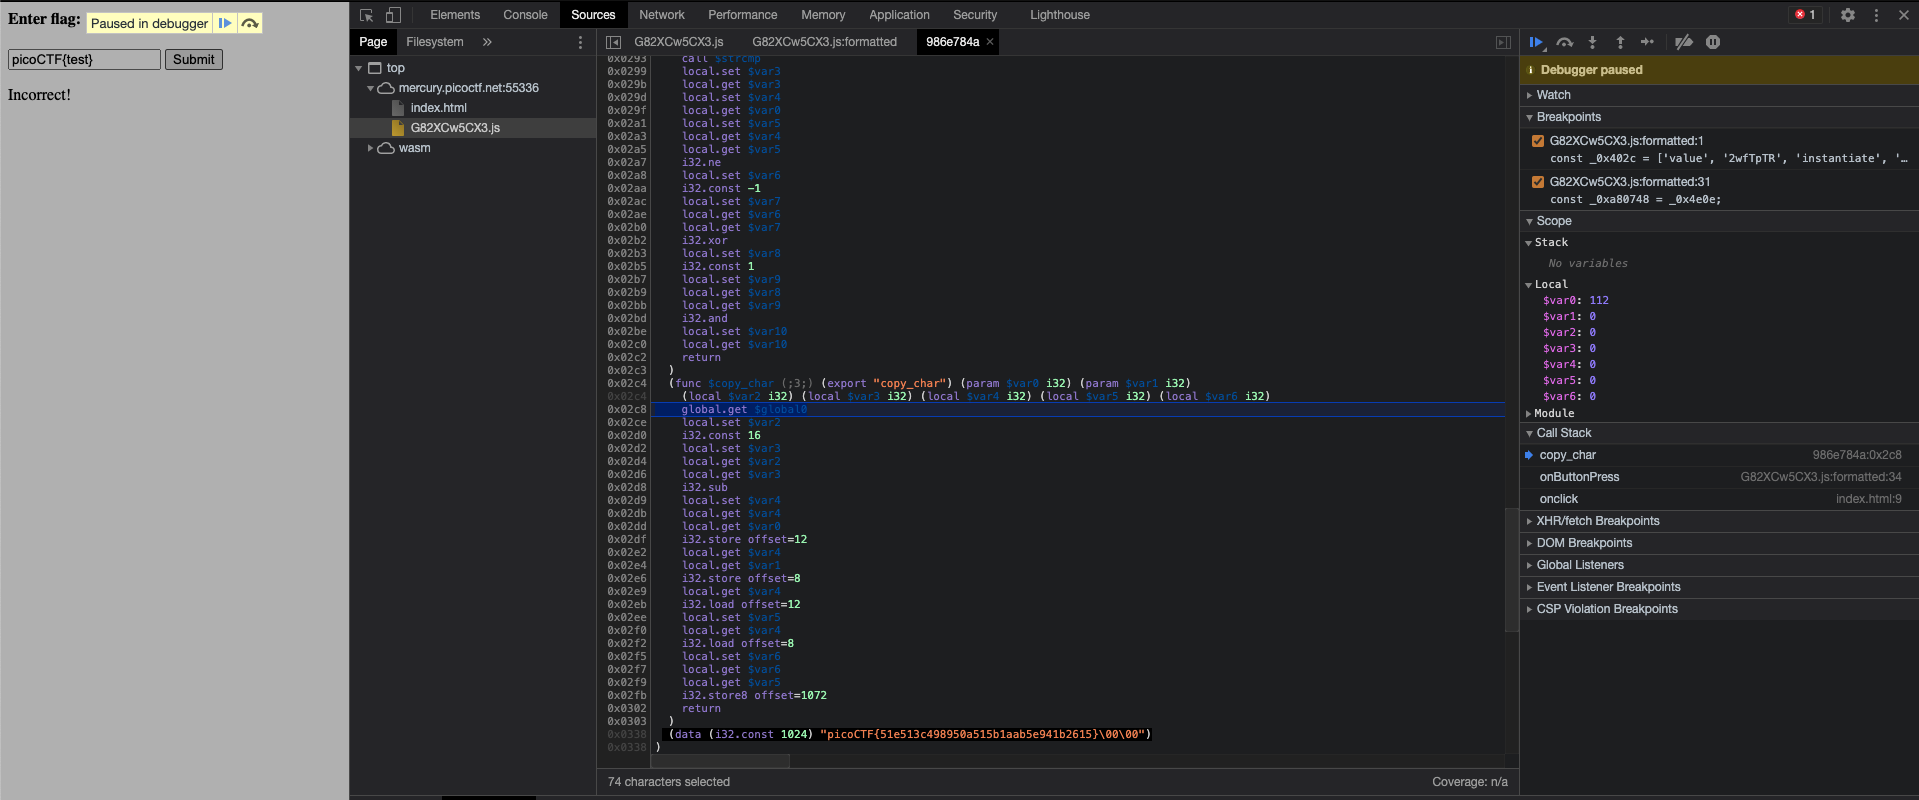 Enter flag:
Paused in debugger
picoCTF{test}
Submit
Incorrect!
Elements Console Sources Network Performance Memory Application Security Lighthouse
1
Page Filesystem »
top
mercury.picoctf.net:55336
index.html
G82XCw5CX3.js
wasm
G82XCw5CX3.js G82XCw5CX3.js:formatted 986e784a ×
0x0293 call $strcmp
0x0299 local.set $var3
0x029b local.get $var3
0x029d local.set $var4
0x029f local.get $var0
0x02a1 local.set $var5
0x02a3 local.get $var4
0x02a5 local.get $var5
0x02a7 i32.ne
0x02a8 local.set $var6
0x02aa i32.const -1
0x02ac local.set $var7
0x02ae local.get $var6
0x02b0 local.get $var7
0x02b2 i32.xor
0x02b3 local.set $var8
0x02b5 i32.const 1
0x02b7 local.set $var9
0x02b9 local.get $var8
0x02bb local.get $var9
0x02bd i32.and
0x02be local.set $var10
0x02c0 local.get $var10
0x02c2 return
0x02c3 )
0x02c4 (func $copy_char (;3;) (export "copy_char") (param $var0 i32) (param $var1 i32)
0x02c4 (local $var2 i32) (local $var3 i32) (local $var4 i32) (local $var5 i32) (local $var6 i32)
0x02c8 global.get $global0
0x02ce local.set $var2
0x02d0 i32.const 16
0x02d2 local.set $var3
0x02d4 local.get $var2
0x02d6 local.get $var3
0x02d8 i32.sub
0x02d9 local.set $var4
0x02db local.get $var4
0x02dd local.get $var0
0x02df i32.store offset=12
0x02e2 local.get $var4
0x02e4 local.get $var1
0x02e6 i32.store offset=8
0x02e9 local.get $var4
0x02eb i32.load offset=12
0x02ee local.set $var5
0x02f0 local.get $var4
0x02f2 i32.load offset=8
0x02f5 local.set $var6
0x02f7 local.get $var6
0x02f9 local.get $var5
0x02fb i32.store8 offset=1072
0x0302 return
0x0303 )
0x0338 (data (i32.const 1024) "picoCTF{51e513c498950a515b1aab5e941b2615}\00\00")
0x0338 )
74 characters selected
Coverage: n/a
Debugger paused
Watch
Breakpoints
G82XCw5CX3.js:formatted:1
const _0x402c = ['value', '2wfTpTR', 'instantiate', '…
G82XCw5CX3.js:formatted:31
const _0xa80748 = _0x4e0e;
Scope
Stack
No variables
Local
$var0: 112
$var1: 0
$var2: 0
$var3: 0
$var4: 0
$var5: 0
$var6: 0
Module
Call Stack
copy_char 986e784a:0x2c8
onButtonPress G82XCw5CX3.js:formatted:34
onclick index.html:9
XHR/fetch Breakpoints
DOM Breakpoints
Global Listeners
Event Listener Breakpoints
CSP Violation Breakpoints